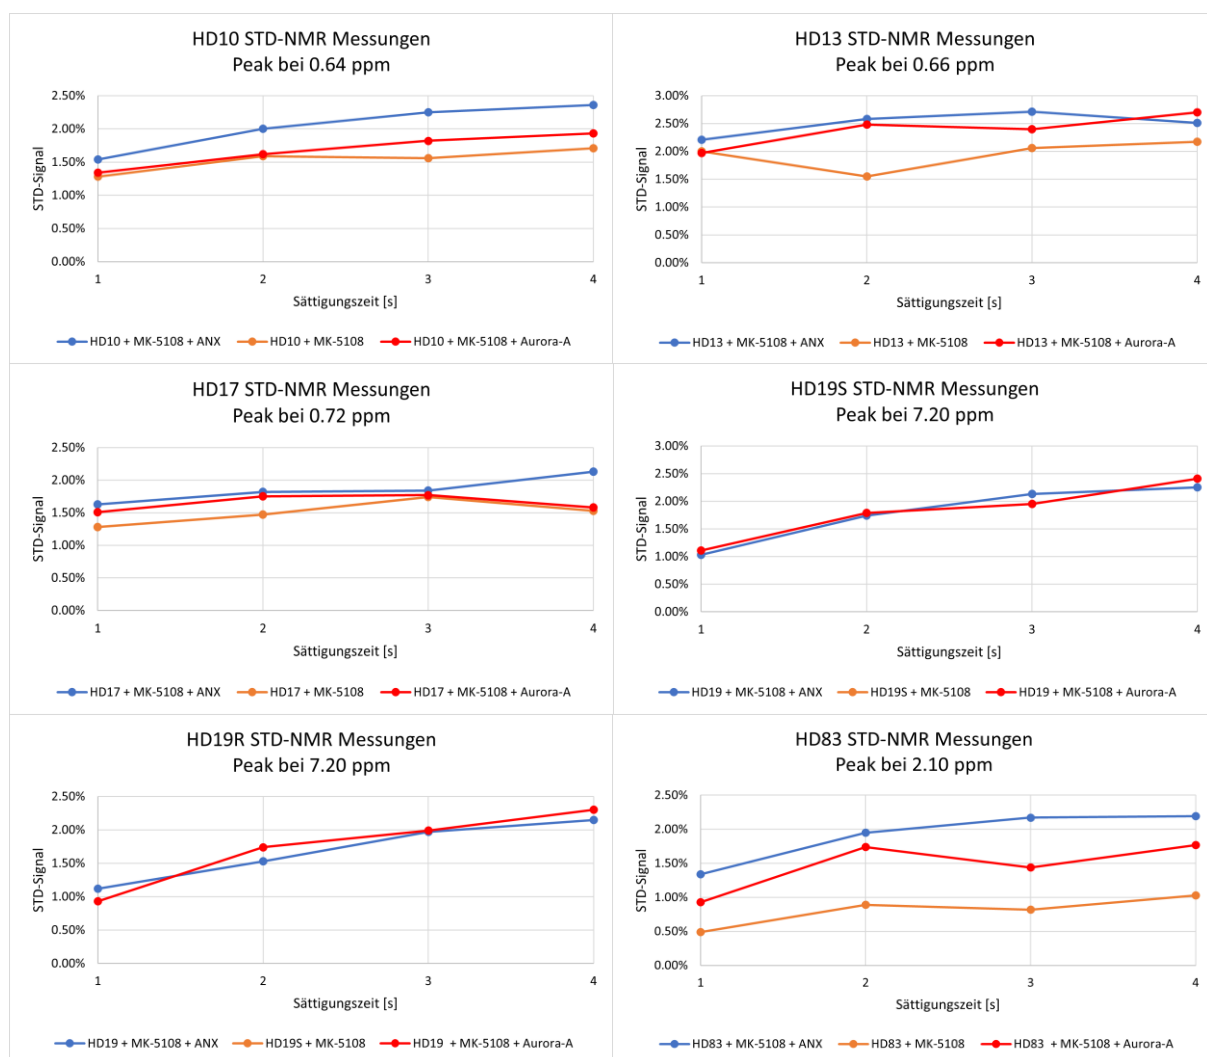 HD10 STD-NMR Messungen
Peak bei 0.64 ppm
2.50%
2.00%
1.50%
1.00%
0.50%
0.00%
STD-Signal
1 2 3 4
Sättigungszeit [s]
HD10 + MK-5108 + ANX HD10 + MK-5108 HD10 + MK-5108 + Aurora-A
HD13 STD-NMR Messungen
Peak bei 0.66 ppm
3.00%
2.50%
2.00%
1.50%
1.00%
0.50%
0.00%
STD-Signal
1 2 3 4
Sättigungszeit [s]
HD13 + MK-5108 + ANX HD13 + MK-5108 HD13 + MK-5108 + Aurora-A
HD17 STD-NMR Messungen
Peak bei 0.72 ppm
2.50%
2.00%
1.50%
1.00%
0.50%
0.00%
STD-Signal
1 2 3 4
Sättigungszeit [s]
HD17 + MK-5108 + ANX HD17 + MK-5108 HD17 + MK-5108 + Aurora-A
HD19S STD-NMR Messungen
Peak bei 7.20 ppm
3.00%
2.50%
2.00%
1.50%
1.00%
0.50%
0.00%
STD-Signal
1 2 3 4
Sättigungszeit [s]
HD19 + MK-5108 + ANX HD19S + MK-5108 HD19 + MK-5108 + Aurora-A
HD19R STD-NMR Messungen
Peak bei 7.20 ppm
2.50%
2.00%
1.50%
1.00%
0.50%
0.00%
STD-Signal
1 2 3 4
Sättigungszeit [s]
HD19 + MK-5108 + ANX HD19S + MK-5108 HD19 + MK-5108 + Aurora-A
HD83 STD-NMR Messungen
Peak bei 2.10 ppm
2.50%
2.00%
1.50%
1.00%
0.50%
0.00%
STD-Signal
1 2 3 4
Sättigungszeit [s]
HD83 + MK-5108 + ANX HD83 + MK-5108 HD83 + MK-5108 + Aurora-A